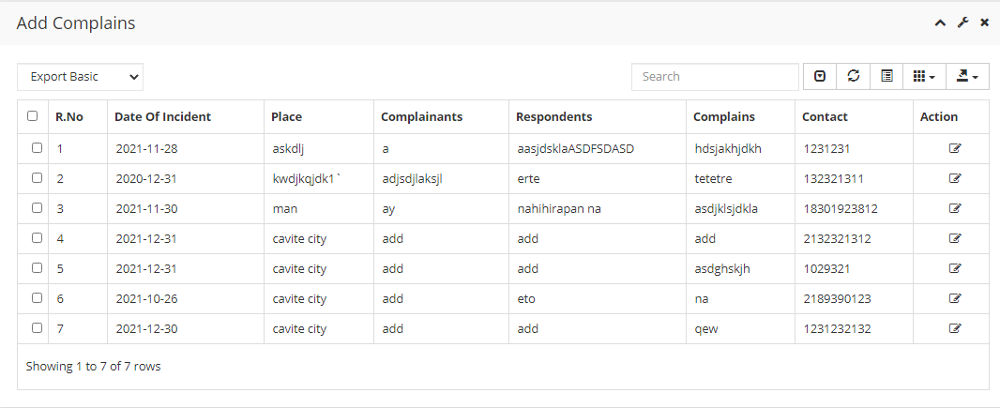 Add Complains
Export Basic
Search
R.No Date Of Incident Place Complainants Respondents Complains Contact Action
1 2021-11-28 askdlj a aasjdsklaASDFSDASD hdsjakhjdkh 1231231
2 2020-12-31 kwdjkqjdk1` adjsdjlaksjl erte tetetre 132321311
3 2021-11-30 man ay nahihirapan na asdjklsjdkla 18301923812
4 2021-12-31 cavite city add add add 2132321312
5 2021-12-31 cavite city add add asdghskjh 1029321
6 2021-10-26 cavite city add eto na 2189390123
7 2021-12-30 cavite city add add qew 1231232132
Showing 1 to 7 of 7 rows